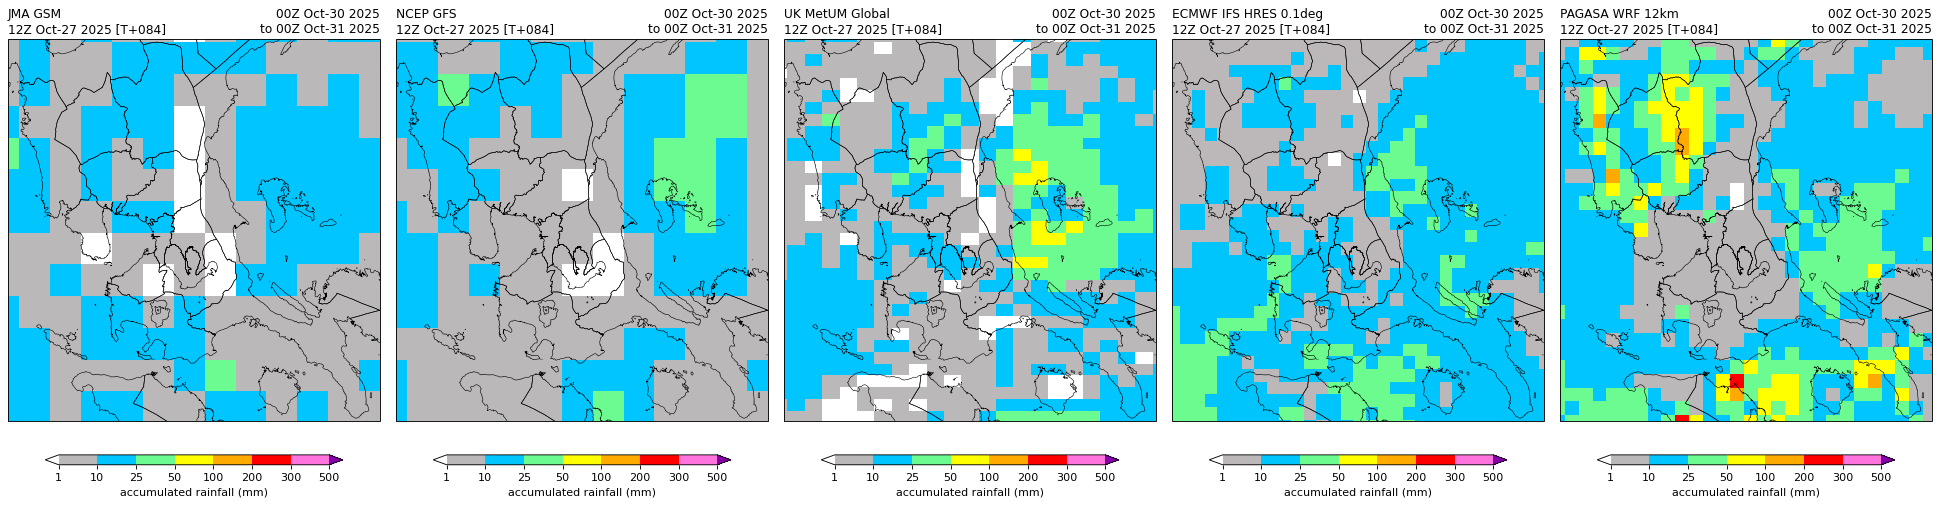 JMA GSM
00Z Oct-30 2025
12Z Oct-27 2025 [T+084]
to 00Z Oct-31 2025
1 10 25 50 100 200 300 500
accumulated rainfall (mm)
NCEP GFS
00Z Oct-30 2025
12Z Oct-27 2025 [T+084]
to 00Z Oct-31 2025
1 10 25 50 100 200 300 500
accumulated rainfall (mm)
UK MetUM Global
00Z Oct-30 2025
12Z Oct-27 2025 [T+084]
to 00Z Oct-31 2025
1 10 25 50 100 200 300 500
accumulated rainfall (mm)
ECMWF IFS HRES 0.1deg
00Z Oct-30 2025
12Z Oct-27 2025 [T+084]
to 00Z Oct-31 2025
1 10 25 50 100 200 300 500
accumulated rainfall (mm)
PAGASA WRF 12km
00Z Oct-30 2025
12Z Oct-27 2025 [T+084]
to 00Z Oct-31 2025
1 10 25 50 100 200 300 500
accumulated rainfall (mm)